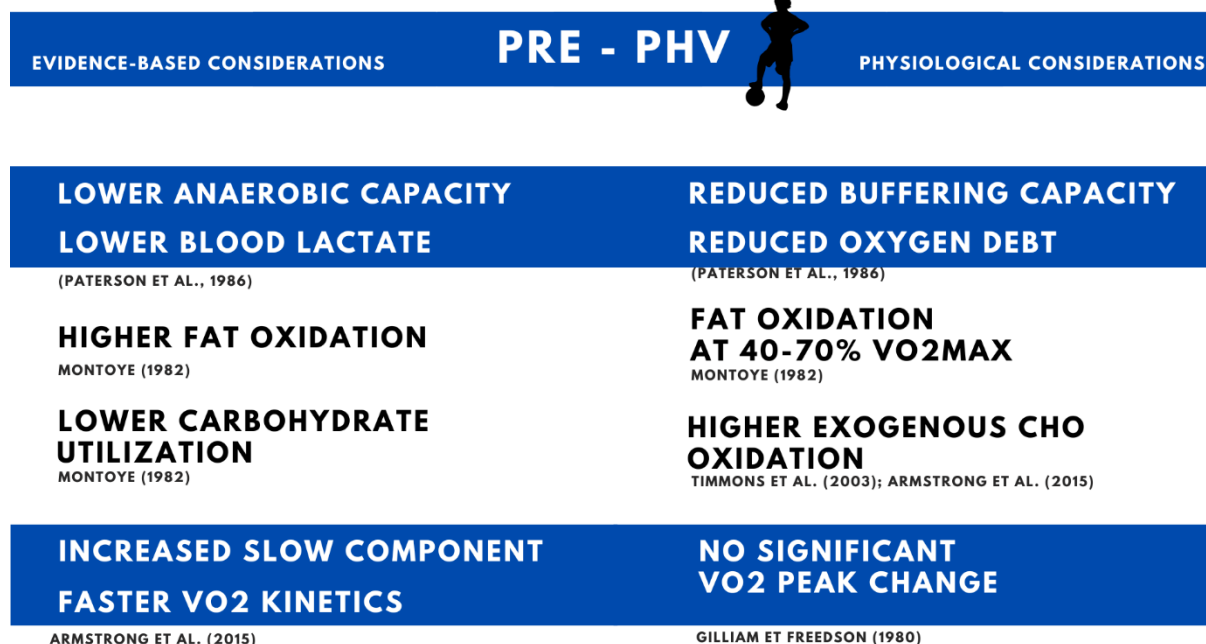 EVIDENCE-BASED CONSIDERATIONS
PRE - PHV
PHYSIOLOGICAL CONSIDERATIONS
LOWER ANAEROBIC CAPACITY
LOWER BLOOD LACTATE
(PATERSON ET AL., 1986)
REDUCED BUFFERING CAPACITY
REDUCED OXYGEN DEBT
(PATERSON ET AL., 1986)
HIGHER FAT OXIDATION
MONTOYE (1982)
FAT OXIDATION
AT 40-70% VO2MAX
MONTOYE (1982)
LOWER CARBOHYDRATE
UTILIZATION
MONTOYE (1982)
HIGHER EXOGENOUS CHO
OXIDATION
TIMMONS ET AL. (2003); ARMSTRONG ET AL. (2015)
INCREASED SLOW COMPONENT
FASTER VO2 KINETICS
ARMSTRONG ET AL. (2015)
NO SIGNIFICANT
VO2 PEAK CHANGE
GILLIAM ET FREEDSON (1980)